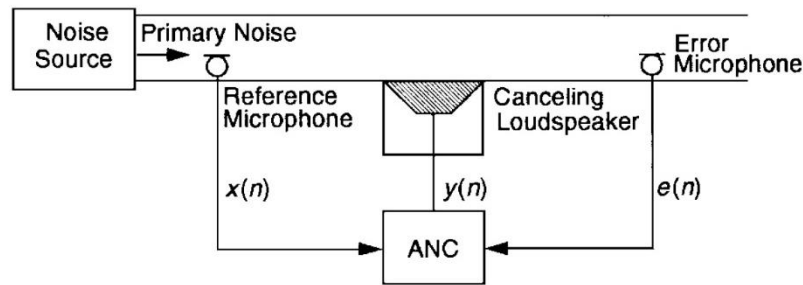 Noise
Source
Primary Noise
Reference
Microphone
Canceling
Loudspeaker
Error
Microphone
x(n)
y(n)
e(n)
ANC